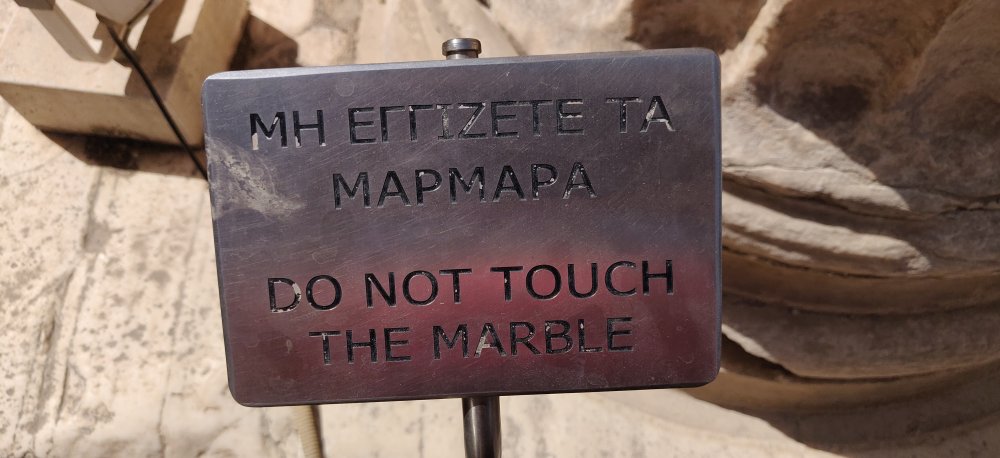 ΜΗ ΕΓΓΙΖΕΤΕ ΤΑ
ΜΑΡΜΑΡΑ
DO NOT TOUCH
THE MARBLE